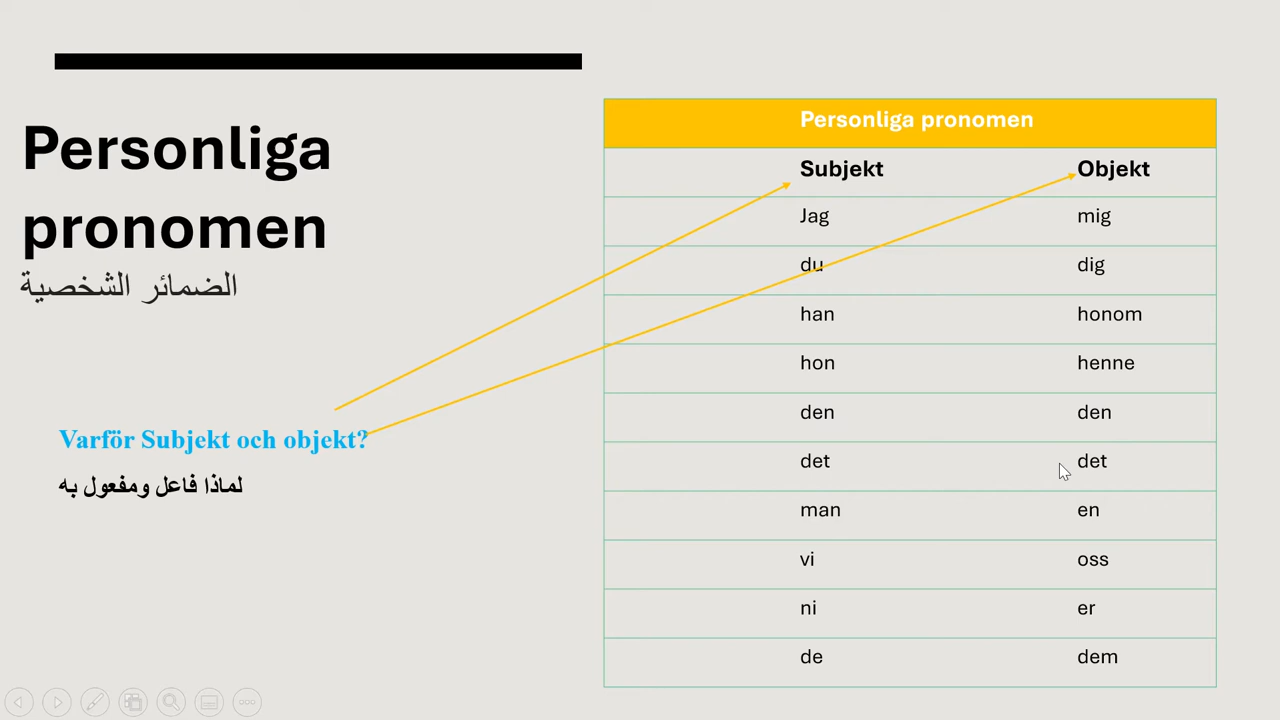 Personliga
pronomen
الضمائر الشخصية
Varför Subjekt och objekt?
لماذا فاعل ومفعول به
Personliga pronomen
Subjekt Objekt
Jag mig
du dig
han honom
hon henne
den den
det det
man en
vi oss
ni er
de dem